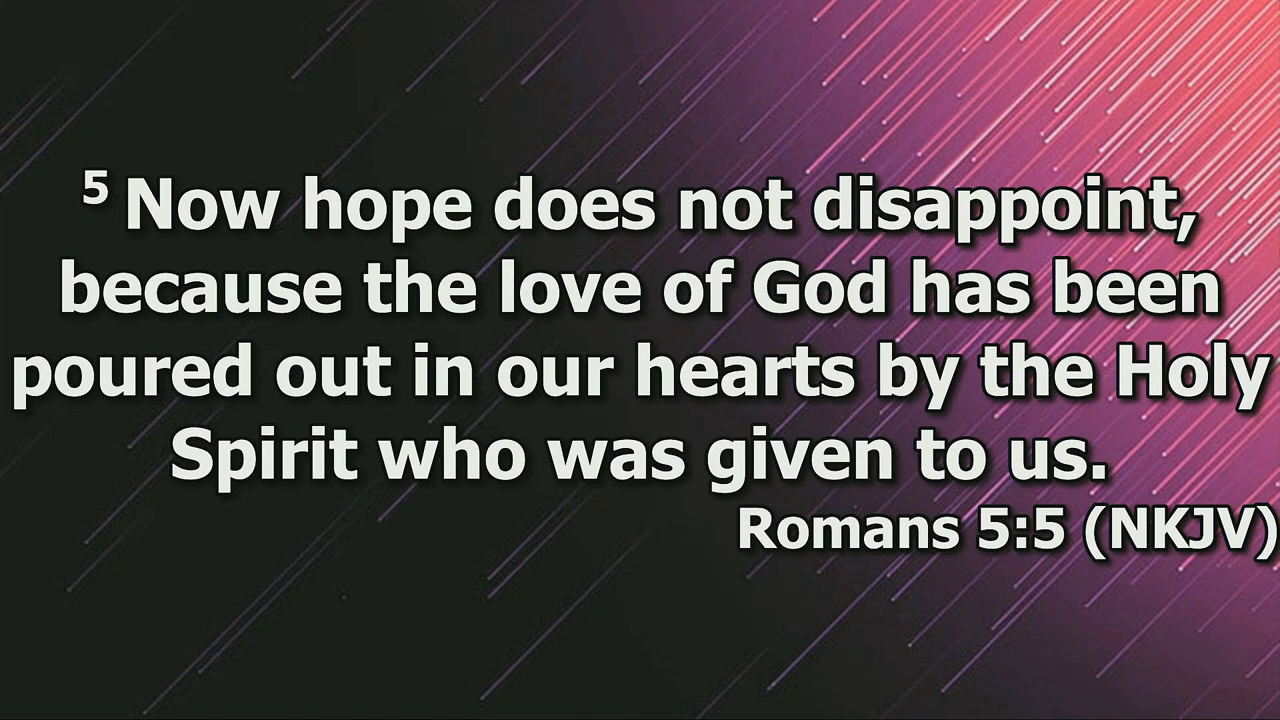 5 Now hope does not disappoint,
because the love of God has been
poured out in our hearts by the Holy
Spirit who was given to us.
Romans 5:5 (NKJV)